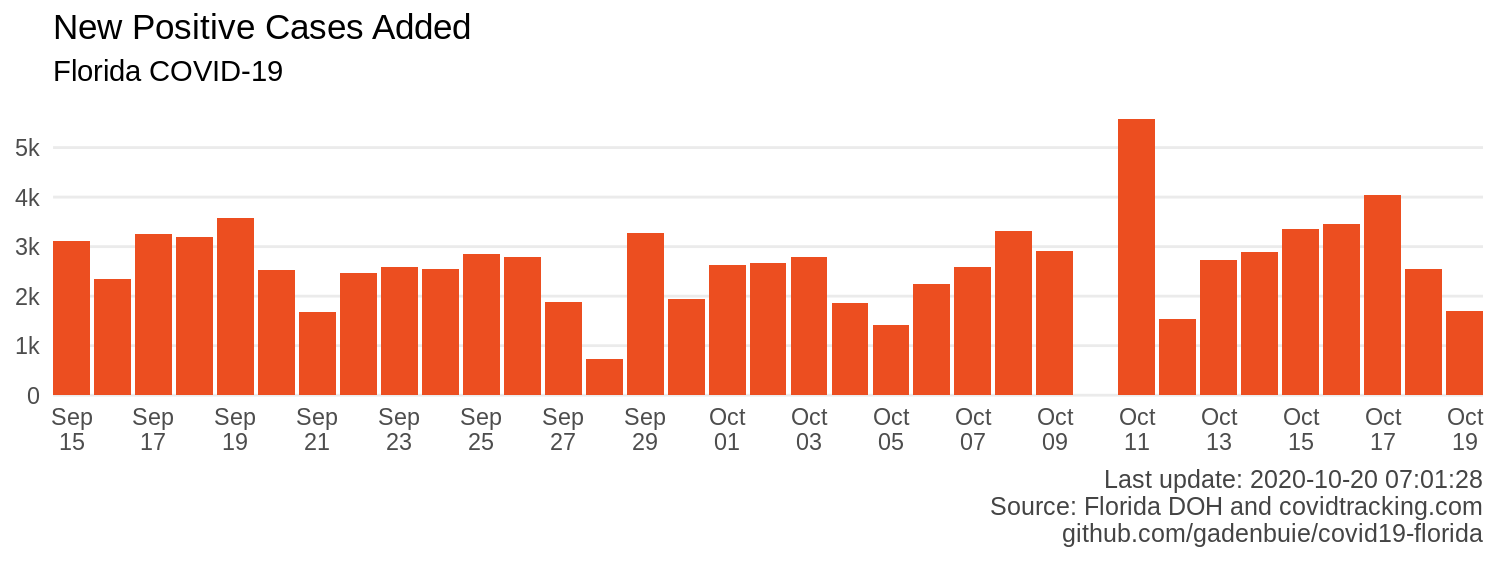 New Positive Cases Added
Florida COVID-19
5k
4k
3k
2k
1k
0
Sep Sep Sep Sep Sep Sep Sep Sep Oct Oct Oct Oct Oct Oct Oct Oct Oct Oct
15 17 19 21 23 25 27 29 01 03 05 07 09 11 13 15 17 19
Last update: 2020-10-20 07:01:28
Source: Florida DOH and covidtracking.com
github.com/gadenbuie/covid19-florida